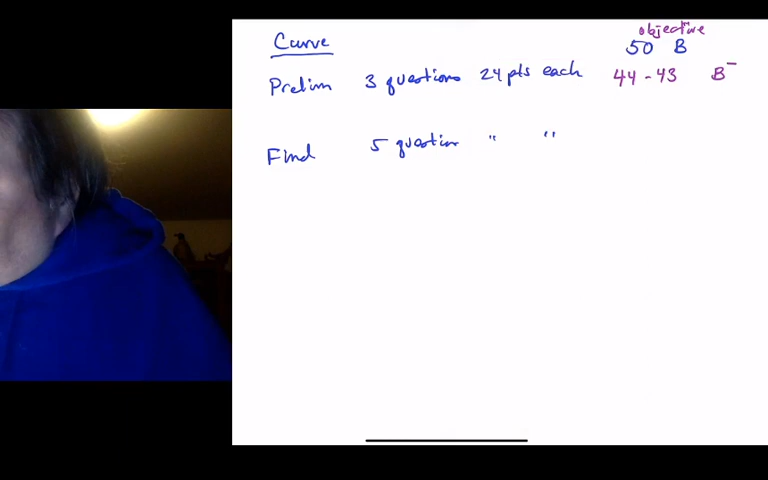 objective
Curve 50 B
Prelim 3 questions 24 pts each 44 - 43 B-
Final 5 question " "